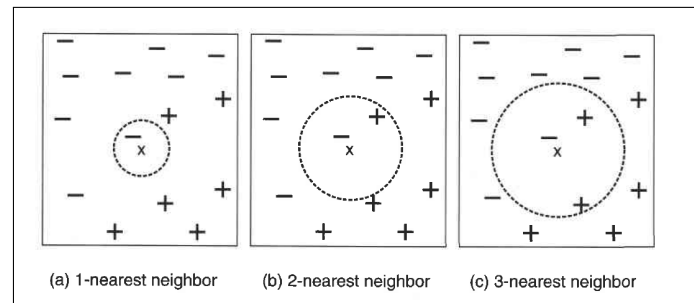 (a) 1-nearest neighbor
(b) 2-nearest neighbor
(c) 3-nearest neighbor
x
x
x